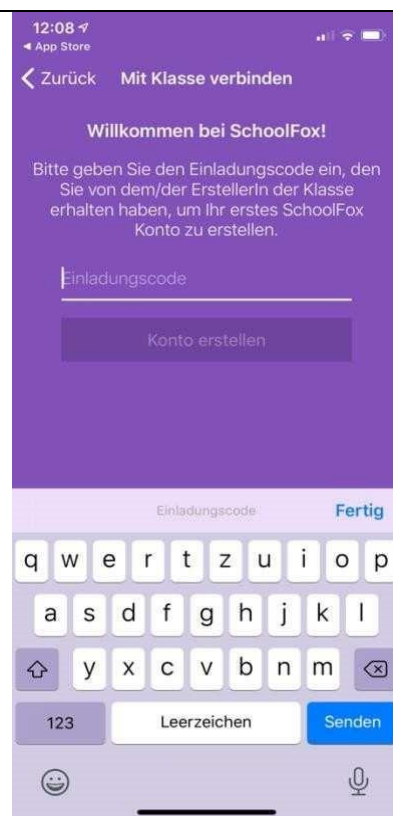 12:08
App Store
Zurück Mit Klasse verbinden
Willkommen bei SchoolFox!
Bitte geben Sie den Einladungscode ein, den
Sie von dem/der ErstellerIn der Klasse
erhalten haben, um Ihr erstes SchoolFox
Konto zu erstellen.
Einladungscode
Konto erstellen
Einladungscode Fertig
q w e r t z u i o p
a s d f g h j k l
y x c v b n m
123 Leerzeichen Senden